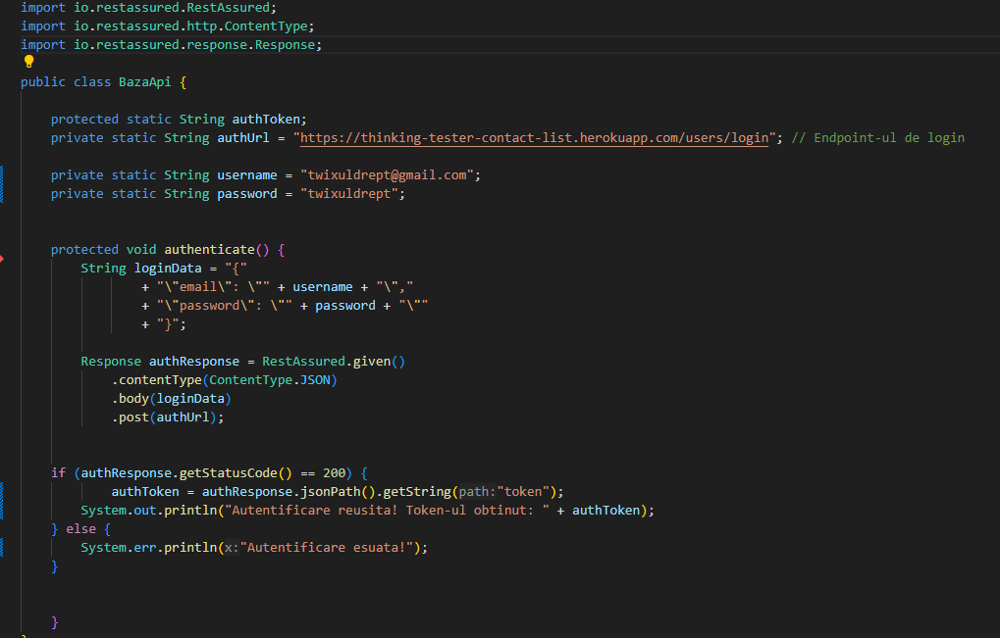 import io.restassured.RestAssured;
import io.restassured.http.ContentType;
import io.restassured.response.Response;
public class BazaApi {
protected static String authToken;
private static String authUrl = "https://thinking-tester-contact-list.herokuapp.com/users/login"; // Endpoint-ul de login
private static String username = "twixuldrept@gmail.com";
private static String password = "twixuldrept";
protected void authenticate() {
String loginData = "{"
+ "\"email\": \"" + username + "\","
+ "\"password\": \"" + password + "\""
+ "}";
Response authResponse = RestAssured.given()
.contentType(ContentType.JSON)
.body(loginData)
.post(authUrl);
if (authResponse.getStatusCode() == 200) {
authToken = authResponse.jsonPath().getString(path:"token");
System.out.println("Autentificare reusita! Token-ul obtinut: " + authToken);
} else {
System.err.println(x:"Autentificare esuata!");
}
}